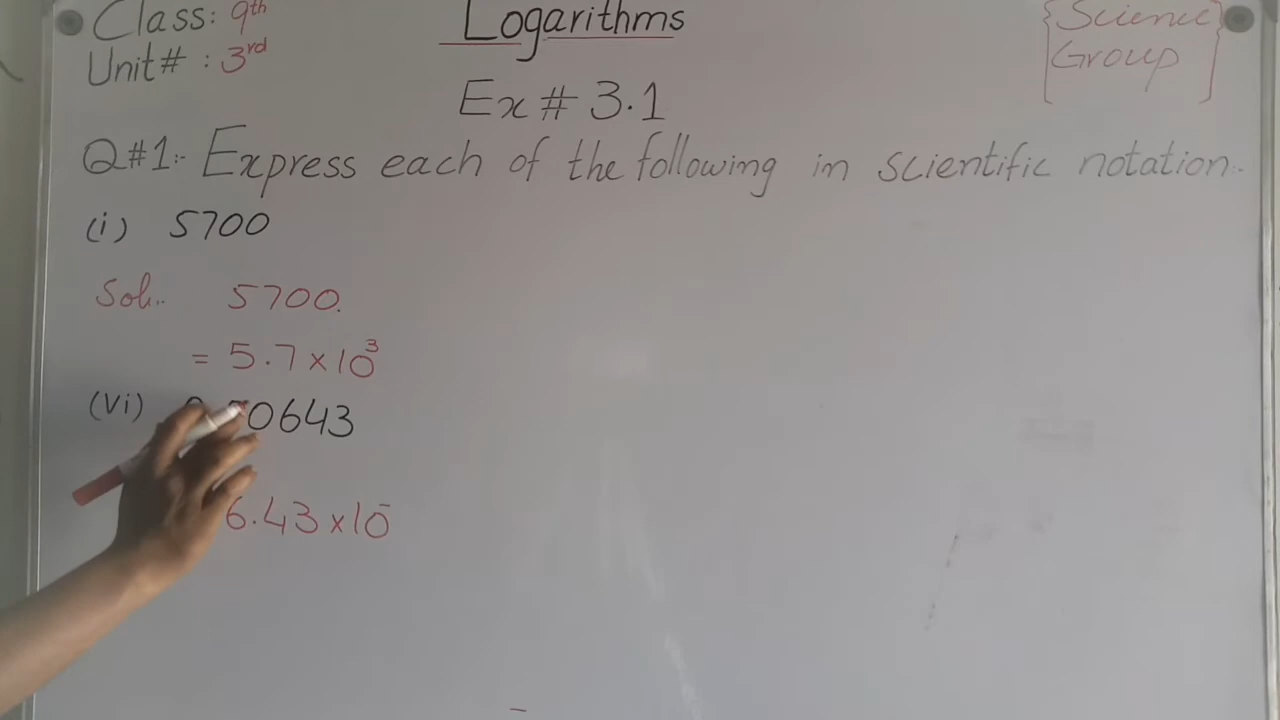 Class: 9th
Unit# : 3rd
Logarithms
{Science
Group}
Ex # 3.1
Q#1:- Express each of the following in scientific notation:-
(i) 5700
Sol:. 5700.
= 5.7 × 10³
(Vi) 0643
6.43 × 10⁻